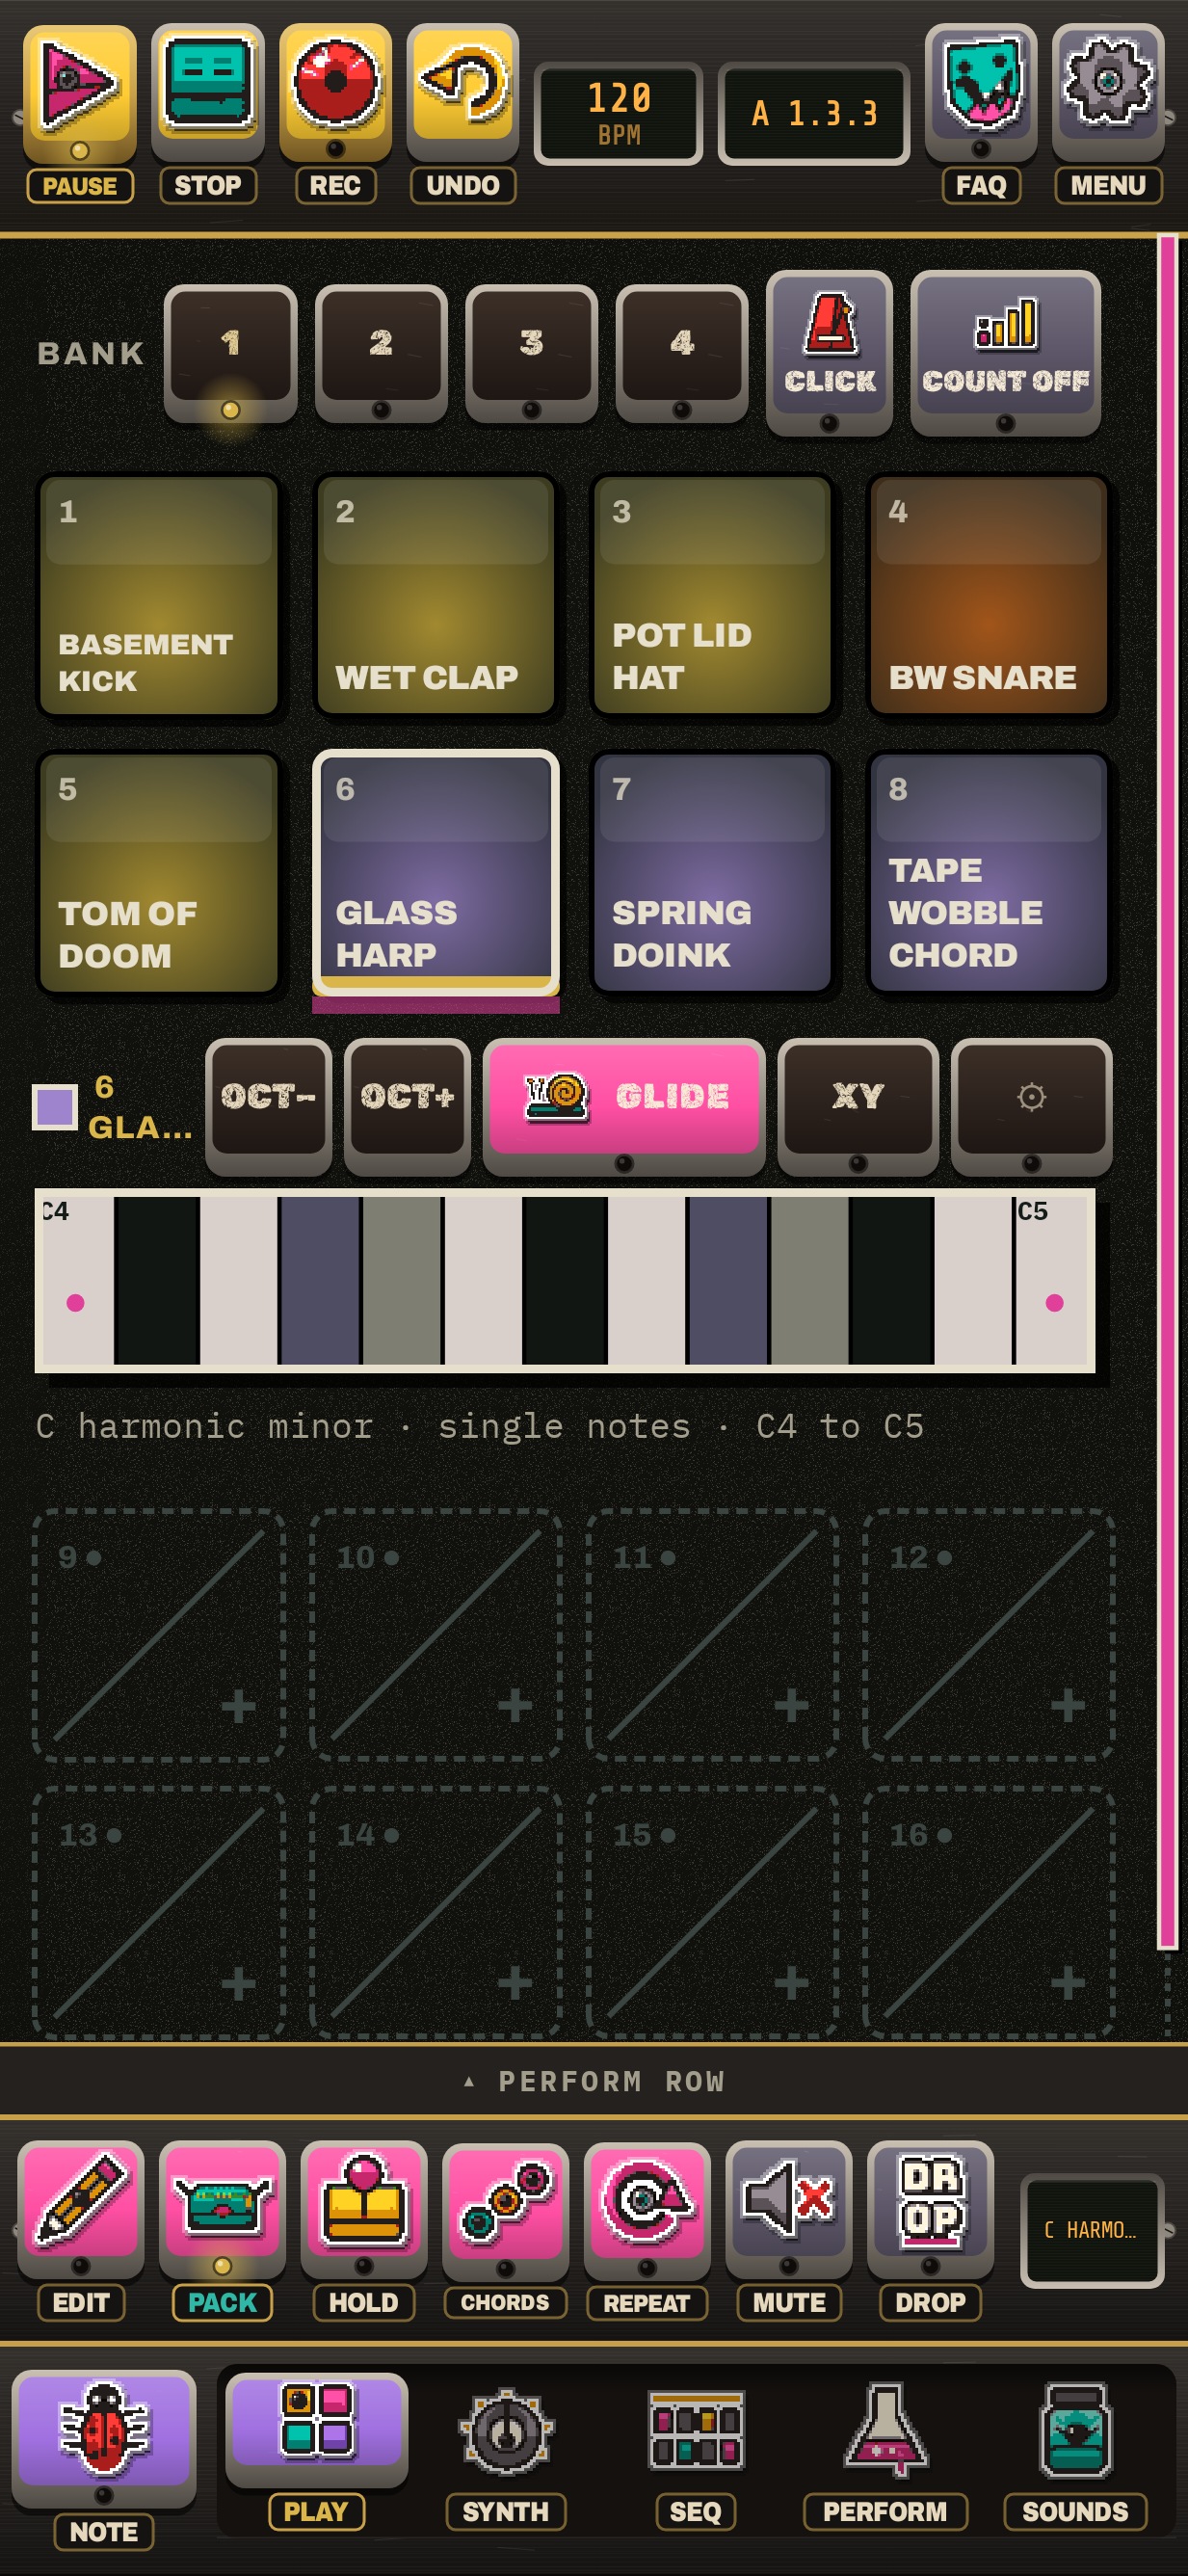 120
BPM
A 1.3.3
PAUSE
STOP
REC
UNDO
FAQ
MENU
BANK
1
2
3
4
CLICK
COUNT OFF
1
BASEMENT
KICK
2
WET CLAP
3
POT LID
HAT
4
BW SNARE
5
TOM OF
DOOM
6
GLASS
HARP
7
SPRING
DOINK
8
TAPE
WOBBLE
CHORD
6
GLA...
OCT-
OCT+
GLIDE
XY
C4
C5
C harmonic minor · single notes · C4 to C5
9
10
11
12
13
14
15
16
▲ PERFORM ROW
DR
OP
C HARMO...
EDIT
PACK
HOLD
CHORDS
REPEAT
MUTE
DROP
NOTE
PLAY
SYNTH
SEQ
PERFORM
SOUNDS